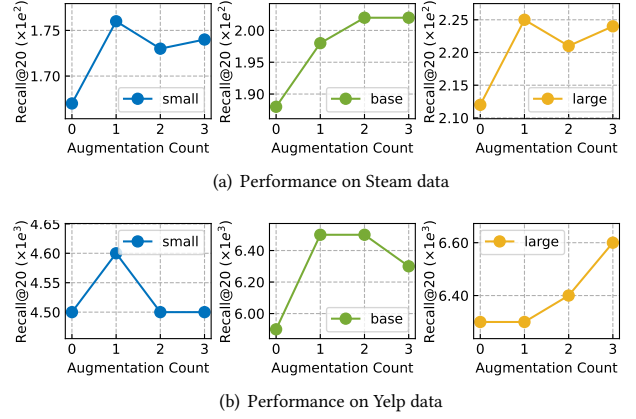 Recall@20 (×1e²)
1.75
1.70
small
0 1 2 3
Augmentation Count
Recall@20 (×1e²)
2.00
1.95
1.90
base
0 1 2 3
Augmentation Count
Recall@20 (×1e²)
2.25
2.20
2.15
2.10
large
0 1 2 3
Augmentation Count
(a) Performance on Steam data
Recall@20 (×1e³)
4.65
4.60
4.55
4.50
small
0 1 2 3
Augmentation Count
Recall@20 (×1e³)
6.40
6.20
6.00
base
0 1 2 3
Augmentation Count
Recall@20 (×1e³)
6.60
6.40
large
0 1 2 3
Augmentation Count
(b) Performance on Yelp data